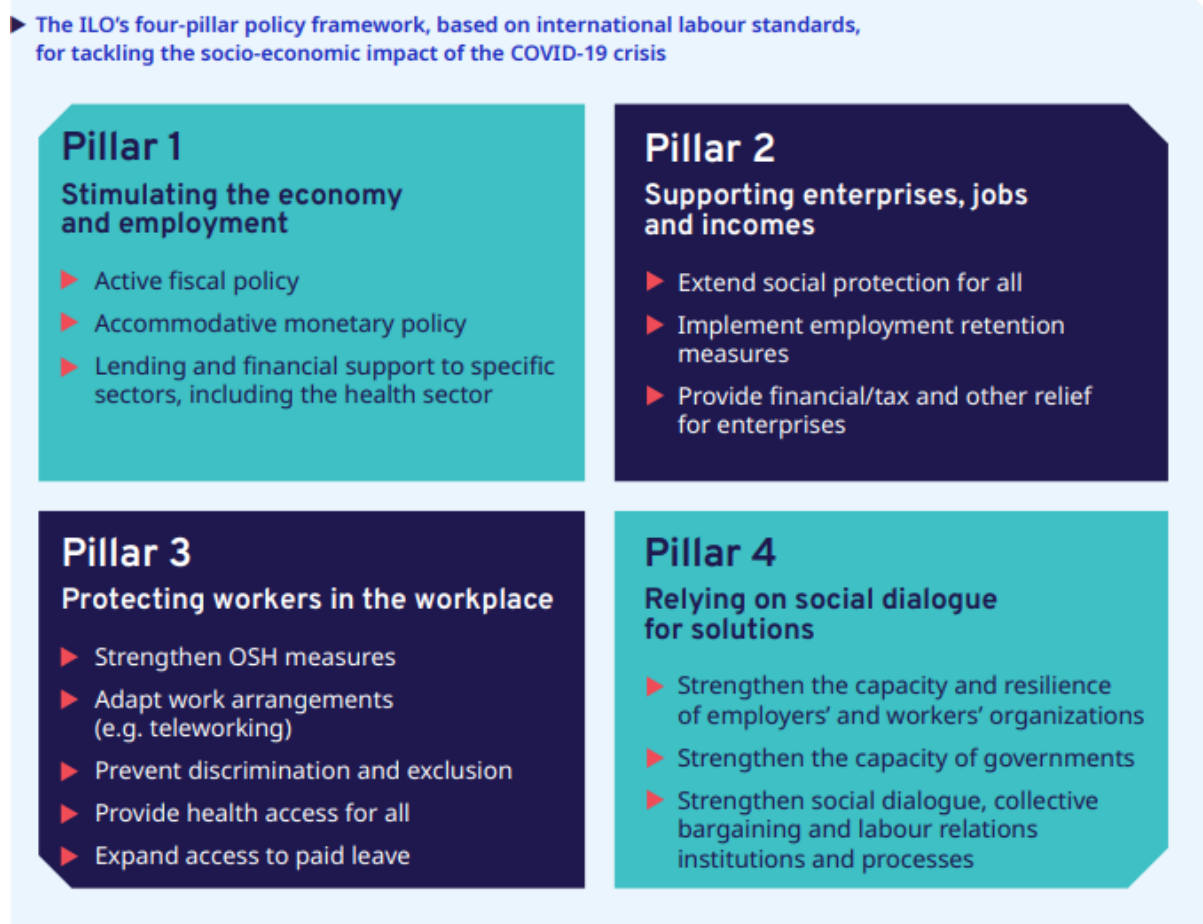 The ILO's four-pillar policy framework, based on international labour standards,
for tackling the socio-economic impact of the COVID-19 crisis
Pillar 1
Stimulating the economy
and employment
Active fiscal policy
Accommodative monetary policy
Lending and financial support to specific
sectors, including the health sector
Pillar 2
Supporting enterprises, jobs
and incomes
Extend social protection for all
Implement employment retention
measures
Provide financial/tax and other relief
for enterprises
Pillar 3
Protecting workers in the workplace
Strengthen OSH measures
Adapt work arrangements
(e.g. teleworking)
Prevent discrimination and exclusion
Provide health access for all
Expand access to paid leave
Pillar 4
Relying on social dialogue
for solutions
Strengthen the capacity and resilience
of employers' and workers' organizations
Strengthen the capacity of governments
Strengthen social dialogue, collective
bargaining and labour relations
institutions and processes